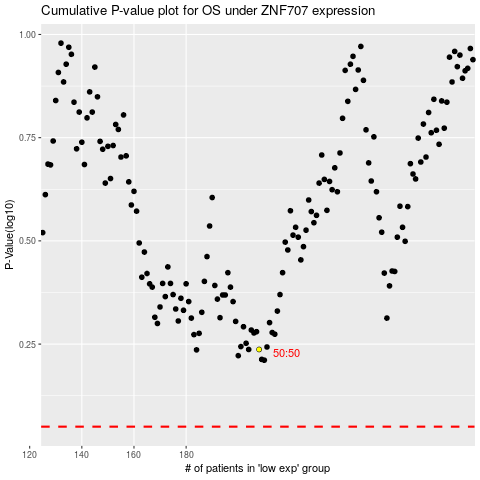 Cumulative P-value plot for OS under ZNF707 expression
1.00
0.75
0.50
0.25
P-Value(log10)
50:50
120 140 160 180
# of patients in 'low exp' group